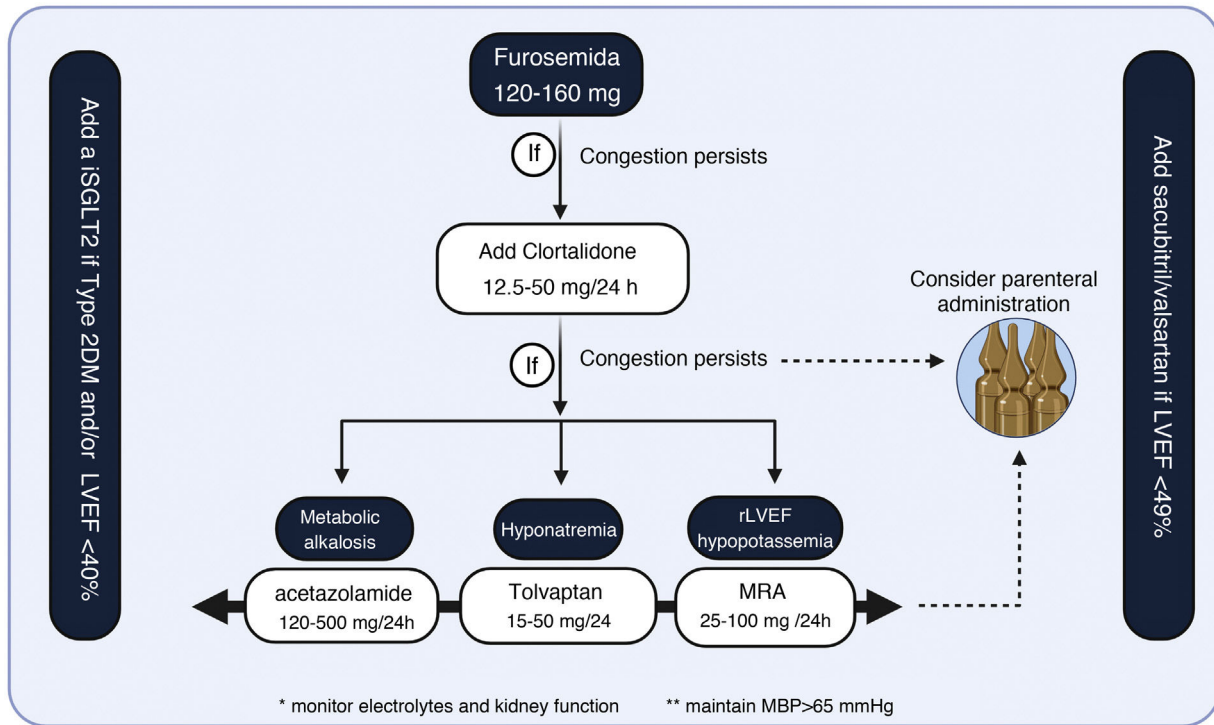 Add a iSGLT2 if Type 2DM and/or LVEF <40%
Furosemida
120-160 mg
If
Congestion persists
Add Clortalidone
12.5-50 mg/24 h
If
Congestion persists
Consider parenteral
administration
Metabolic
alkalosis
acetazolamide
120-500 mg/24h
Hyponatremia
Tolvaptan
15-50 mg/24
rLVEF
hypopotassemia
MRA
25-100 mg /24h
Add sacubitril/valsartan if LVEF <49%
* monitor electrolytes and kidney function
** maintain MBP>65 mmHg